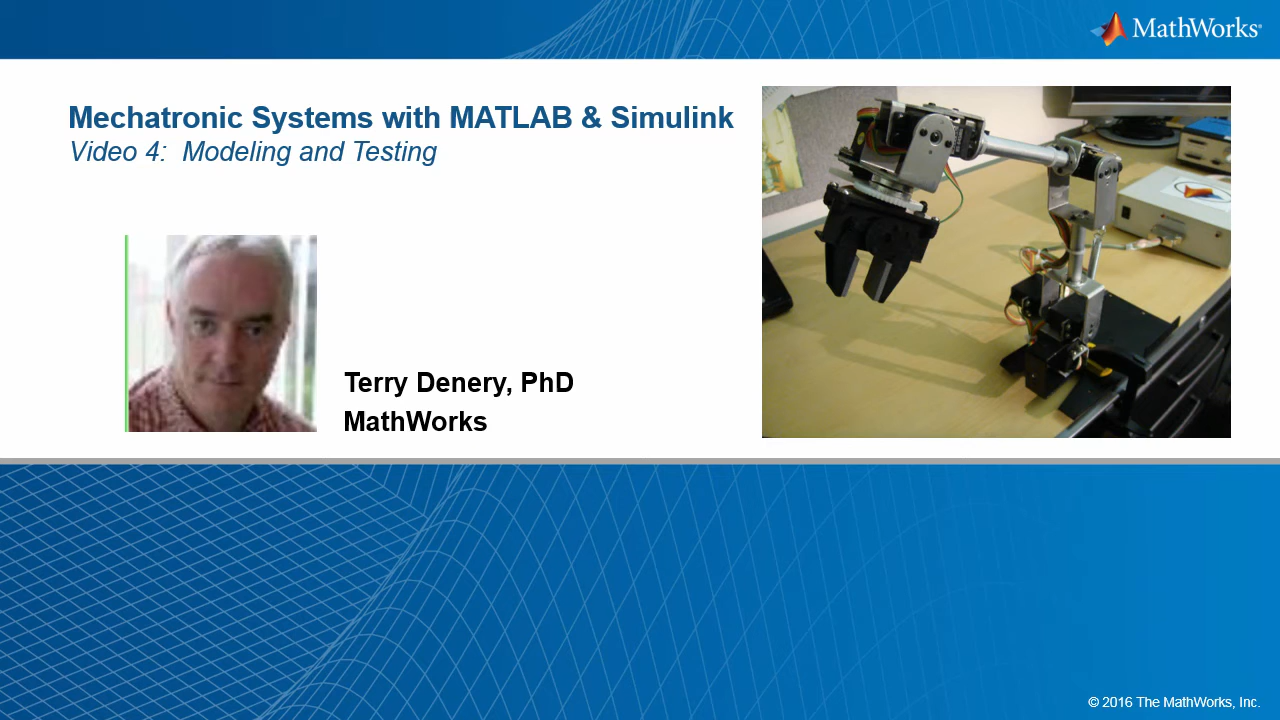 MathWorks®
Mechatronic Systems with MATLAB & Simulink
Video 4: Modeling and Testing
Terry Denery, PhD
MathWorks
© 2016 The MathWorks, Inc.